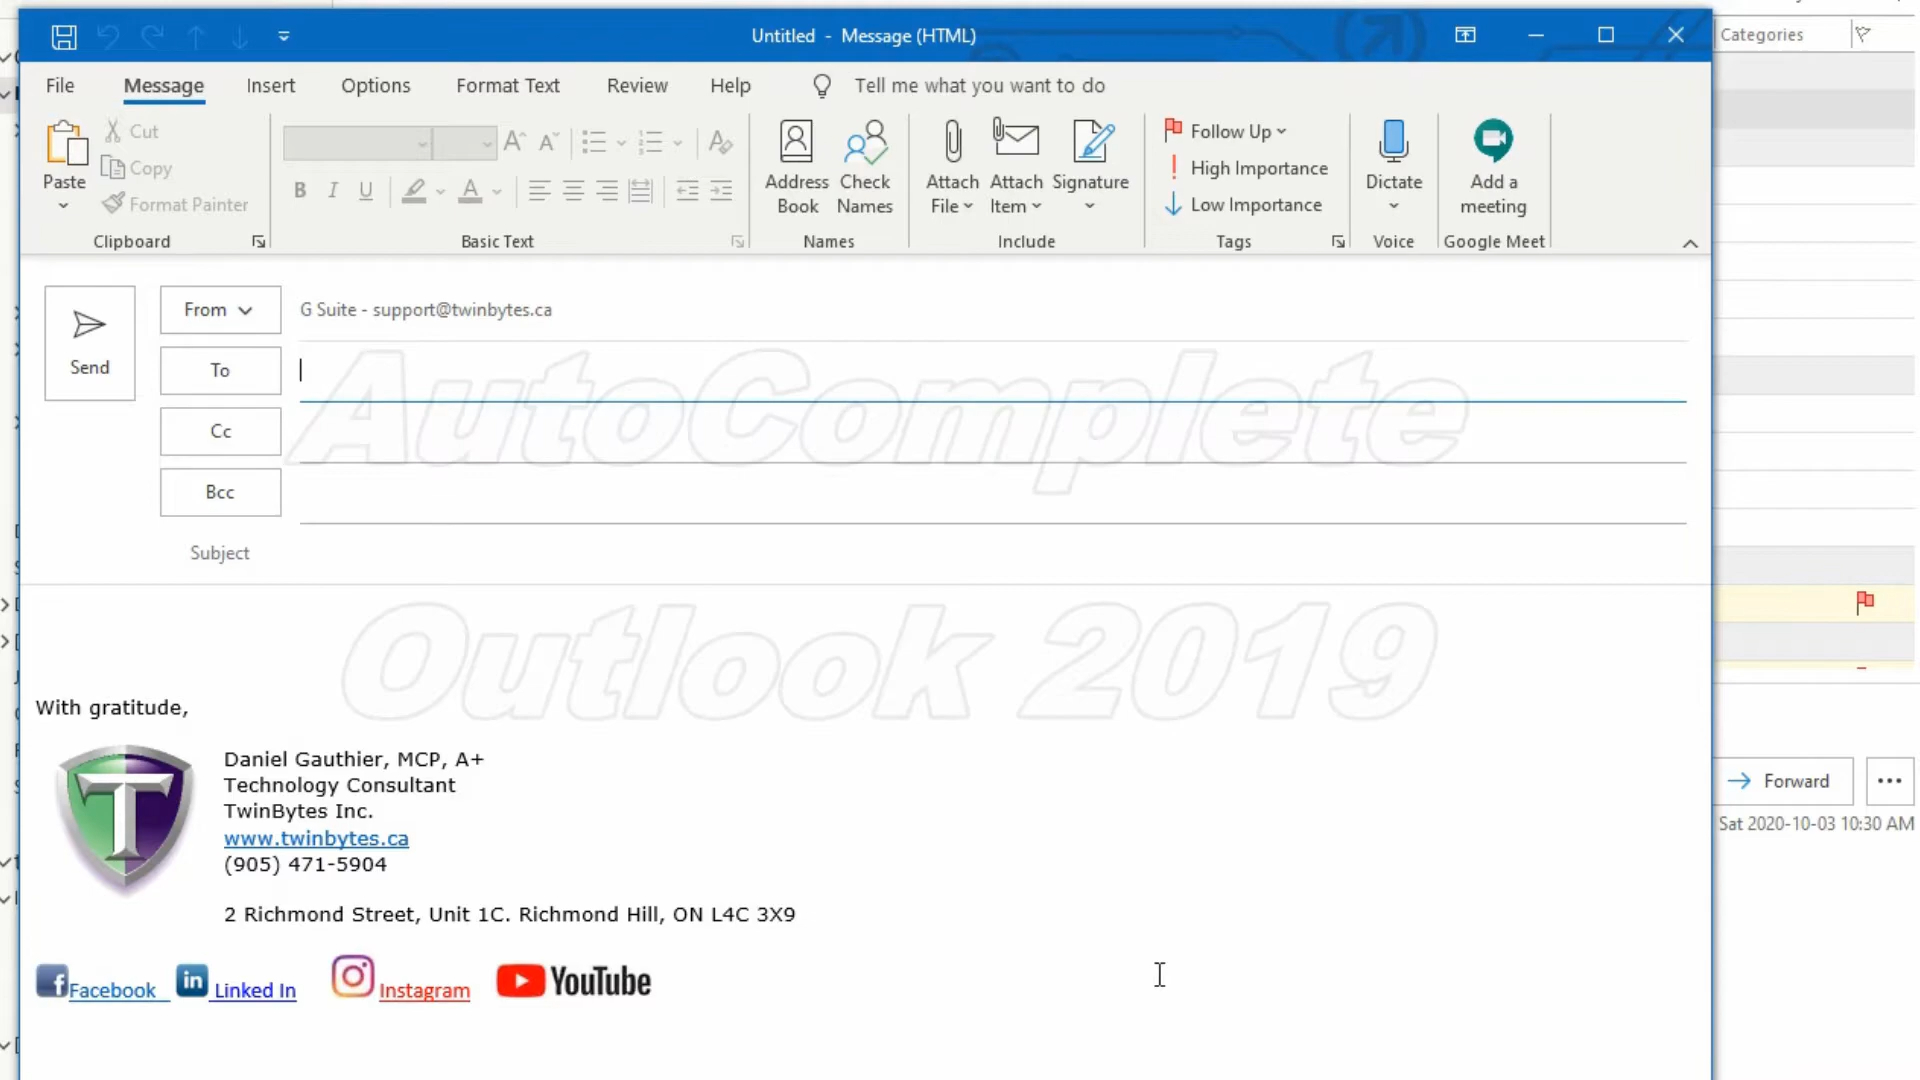 Untitled - Message (HTML)
Categories
File Message Insert Options Format Text Review Help Tell me what you want to do
Paste
Cut
Copy
Format Painter
Clipboard
B I U
Basic Text
Address Book
Check Names
Names
Attach File
Attach Item
Signature
Include
Follow Up
High Importance
Low Importance
Tags
Dictate
Voice
Add a meeting
Google Meet
Send
From
G Suite - support@twinbytes.ca
To
Cc
Bcc
Subject
AutoComplete
Outlook 2019
With gratitude,
T
Daniel Gauthier, MCP, A+
Technology Consultant
TwinBytes Inc.
www.twinbytes.ca
(905) 471-5904
2 Richmond Street, Unit 1C. Richmond Hill, ON L4C 3X9
Facebook
in Linked In
Instagram
YouTube
Forward
Sat 2020-10-03 10:30 AM